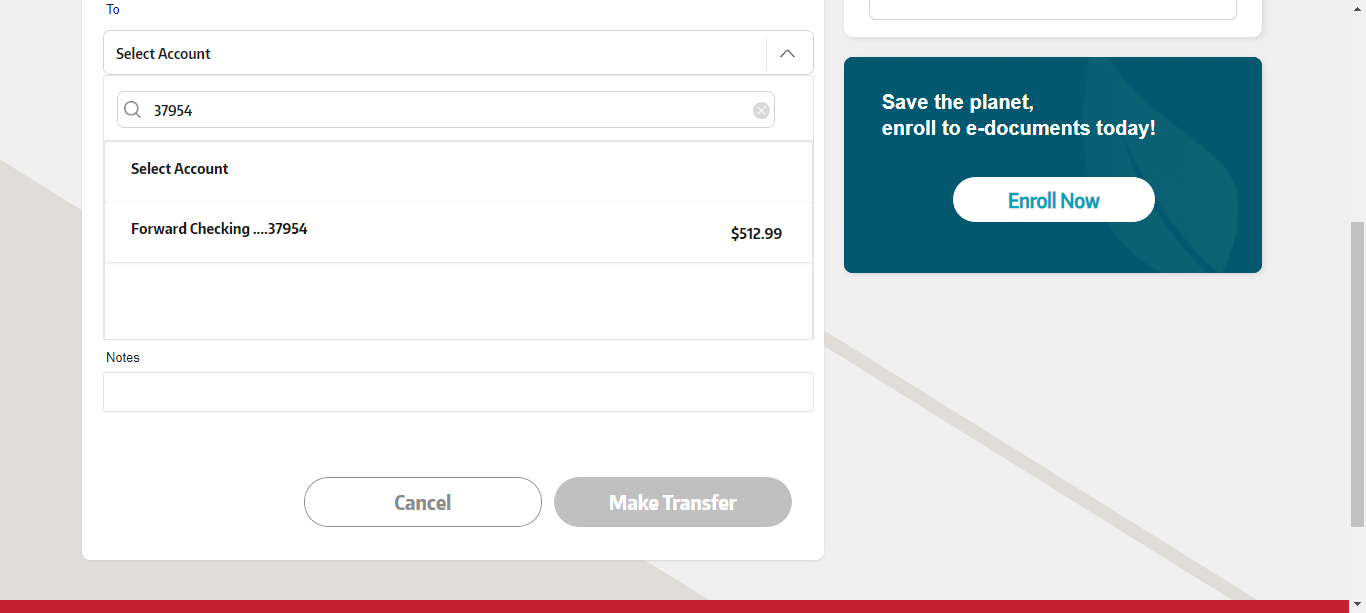 To
Select Account
37954
Select Account
Forward Checking ....37954
$512.99
Notes
Cancel
Make Transfer
Save the planet,
enroll to e-documents today!
Enroll Now